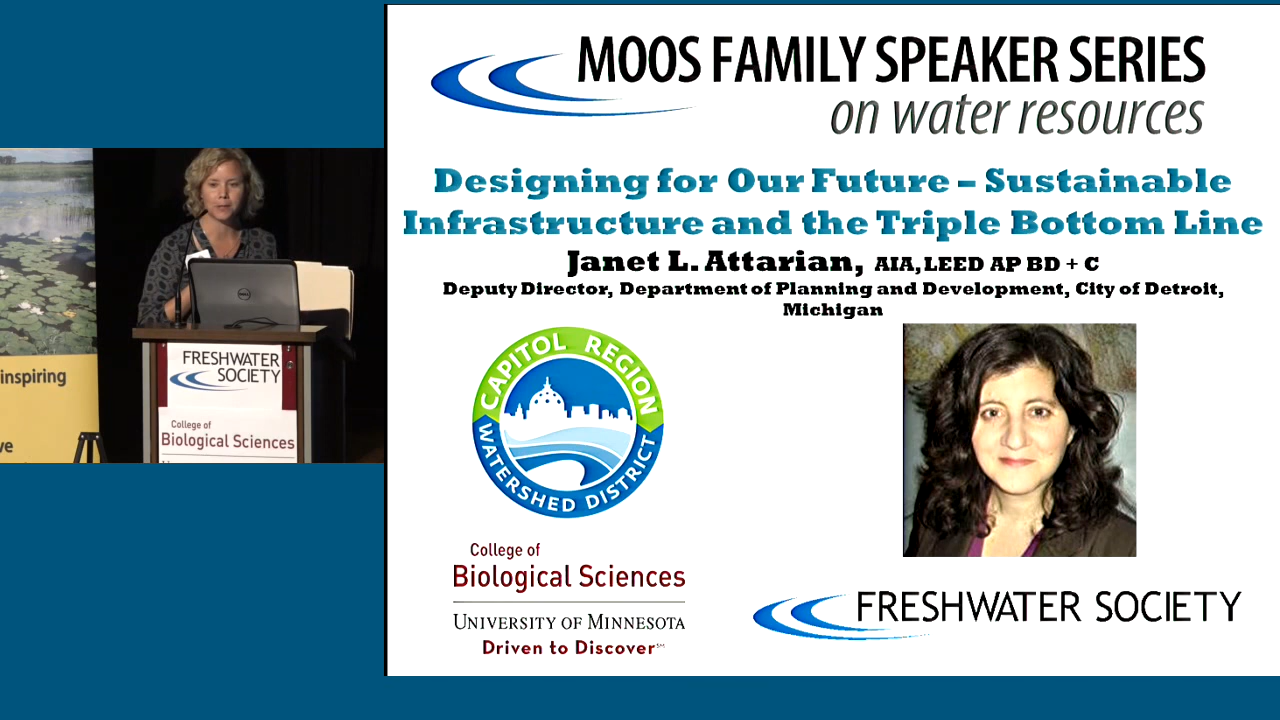 MOOS FAMILY SPEAKER SERIES
on water resources
Designing for Our Future – Sustainable
Infrastructure and the Triple Bottom Line
Janet L. Attarian, AIA, LEED AP BD + C
Deputy Director, Department of Planning and Development, City of Detroit,
Michigan
CAPITOL REGION
WATERSHED DISTRICT
College of
Biological Sciences
UNIVERSITY OF MINNESOTA
Driven to Discover℠
FRESHWATER SOCIETY
inspiring
ve
DELL
FRESHWATER
SOCIETY
College of
Biological Sciences